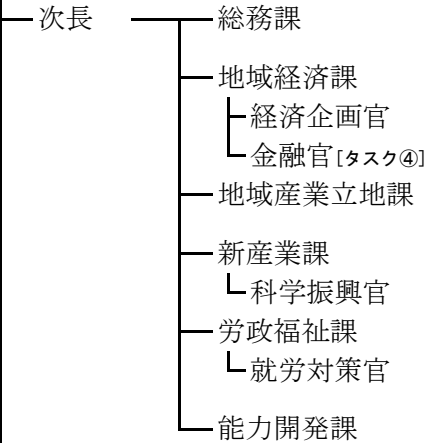 次長 総務課
地域経済課
経済企画官
金融官[タスク④]
地域産業立地課
新産業課
科学振興官
労政福祉課
就労対策官
能力開発課